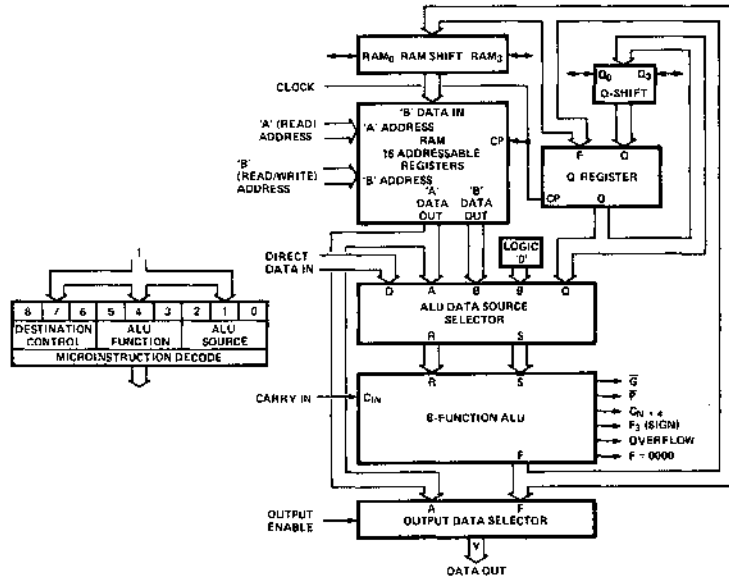 RAM0 RAM SHIFT RAM3
Q0 Q3
Q-SHIFT
CLOCK
'B' DATA IN
'A' (READ)
ADDRESS
'A' ADDRESS
RAM
16 ADDRESSABLE
REGISTERS
CP
'B'
(READ/WRITE)
ADDRESS
'B' ADDRESS
'A'
DATA
OUT
'B'
DATA
OUT
F Q
Q REGISTER
CP Q
DIRECT
DATA IN
LOGIC
'0'
D A B 0 Q
ALU DATA SOURCE
SELECTOR
R S
1
8 7 6 5 4 3 2 1 0
DESTINATION
CONTROL
ALU
FUNCTION
ALU
SOURCE
MICROINSTRUCTION DECODE
R S
CARRY IN
CIN
8-FUNCTION ALU
F
G̅
P̅
CN + 4
F3 (SIGN)
OVERFLOW
F = 0000
OUTPUT
ENABLE
A F
OUTPUT DATA SELECTOR
Y
DATA OUT